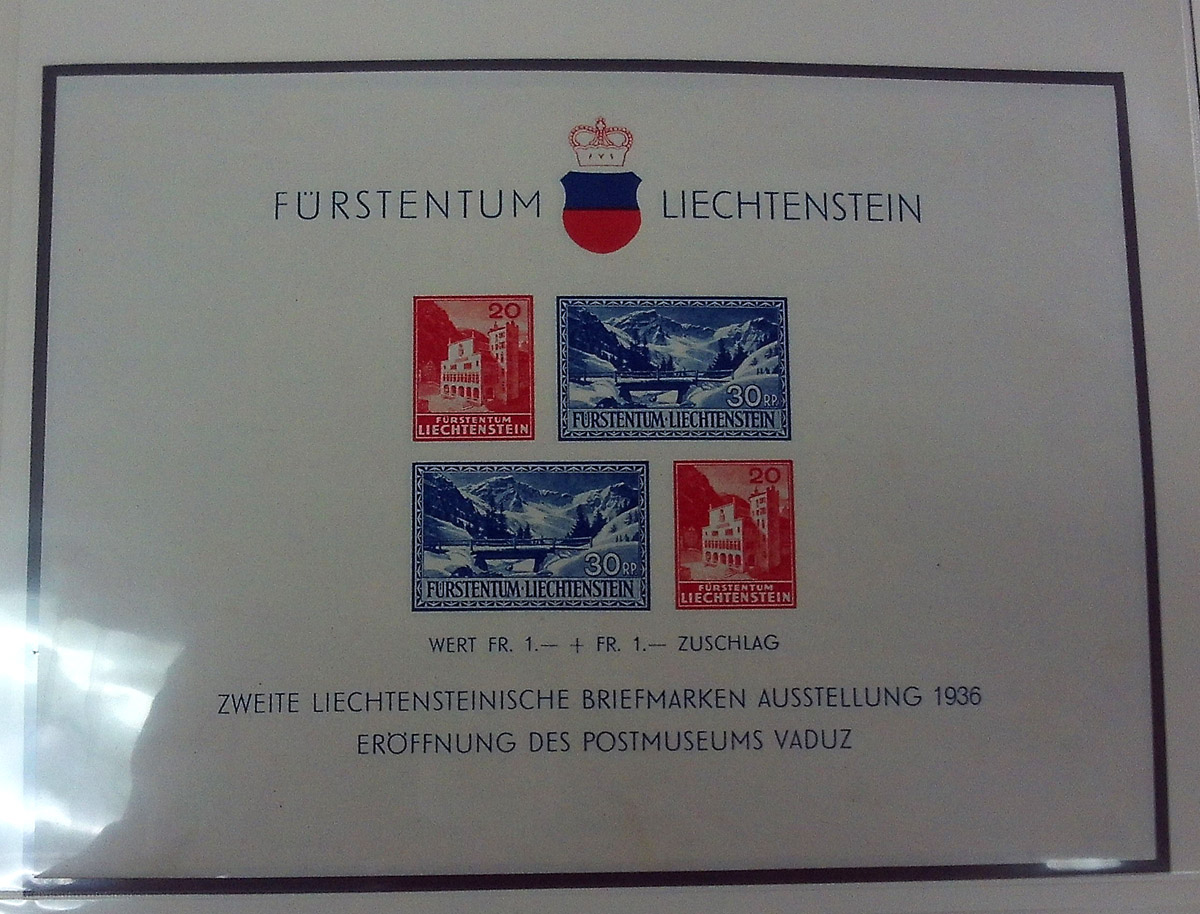 FÜRSTENTUM LIECHTENSTEIN
20
FÜRSTENTUM
LIECHTENSTEIN
30 RP.
FÜRSTENTUM·LIECHTENSTEIN
30 RP.
FÜRSTENTUM·LIECHTENSTEIN
20
FÜRSTENTUM
LIECHTENSTEIN
WERT FR. 1.— + FR. 1.— ZUSCHLAG
ZWEITE LIECHTENSTEINISCHE BRIEFMARKEN AUSSTELLUNG 1936
ERÖFFNUNG DES POSTMUSEUMS VADUZ